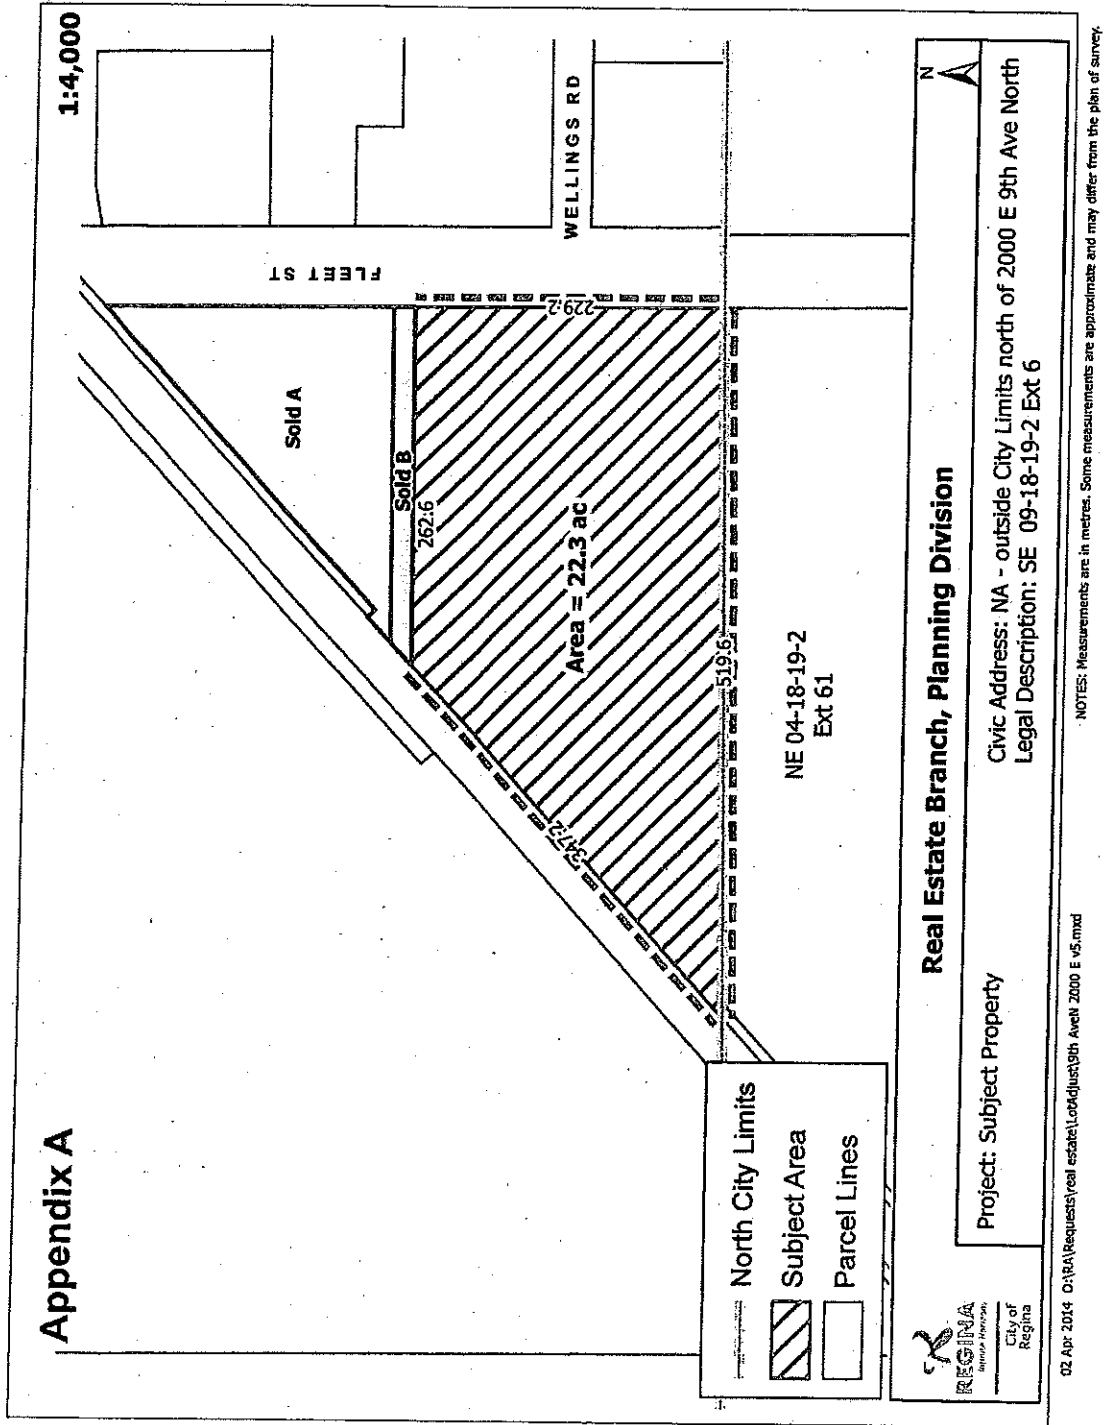 Appendix A
1:4,000
FLEET ST
WELLINGS RD
Sold A
Sold B
262.6
229.2
Area = 22.3 ac
347.2
519.6
NE 04-18-19-2
Ext 61
North City Limits
Subject Area
Parcel Lines
REGINA
Infinite Horizons
City of
Regina
Real Estate Branch, Planning Division
N
Project: Subject Property
Civic Address: NA - outside City Limits north of 2000 E 9th Ave North
Legal Description: SE 09-18-19-2 Ext 6
02 Apr 2014 O:\RA\Requests\real estate\LotAdjust\9th AveN 2000 E v5.mxd
NOTES: Measurements are in metres. Some measurements are approximate and may differ from the plan of survey.